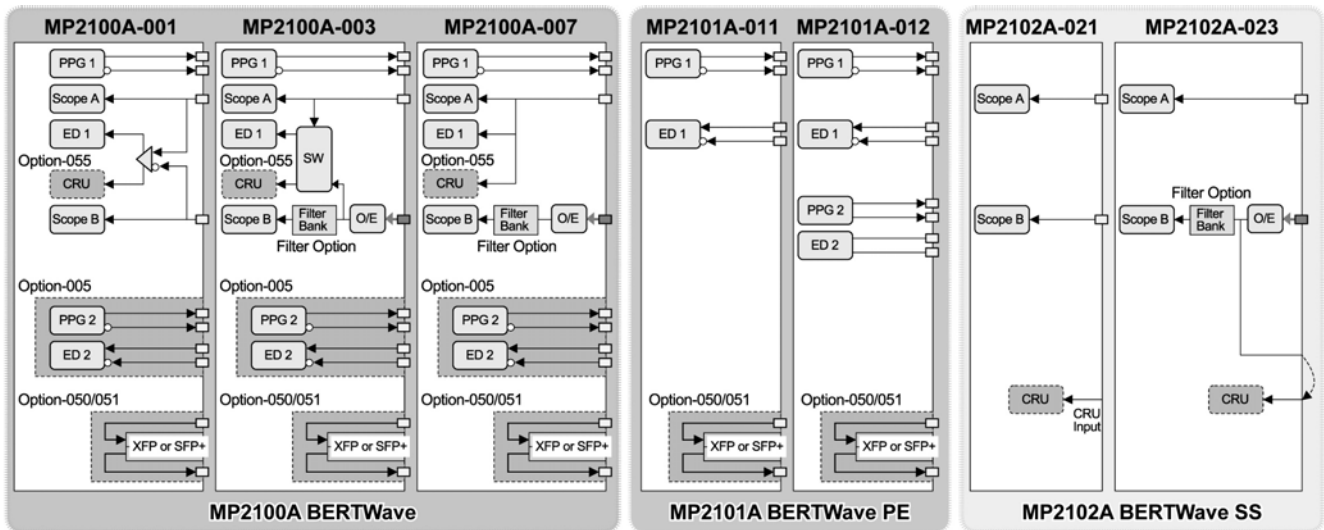 MP2100A-001
PPG 1
Scope A
ED 1
Option-055
CRU
Scope B
Option-005
PPG 2
ED 2
Option-050/051
XFP or SFP+
MP2100A-003
PPG 1
Scope A
ED 1
Option-055
SW
CRU
Scope B
Filter
Bank
O/E
Filter Option
Option-005
PPG 2
ED 2
Option-050/051
XFP or SFP+
MP2100A-007
PPG 1
Scope A
ED 1
Option-055
CRU
Scope B
Filter
Bank
O/E
Filter Option
Option-005
PPG 2
ED 2
Option-050/051
XFP or SFP+
MP2100A BERTWave
MP2101A-011
PPG 1
ED 1
Option-050/051
XFP or SFP+
MP2101A-012
PPG 1
ED 1
PPG 2
ED 2
Option-050/051
XFP or SFP+
MP2101A BERTWave PE
MP2102A-021
Scope A
Scope B
CRU
CRU
Input
MP2102A-023
Scope A
Filter Option
Scope B
Filter
Bank
O/E
CRU
MP2102A BERTWave SS